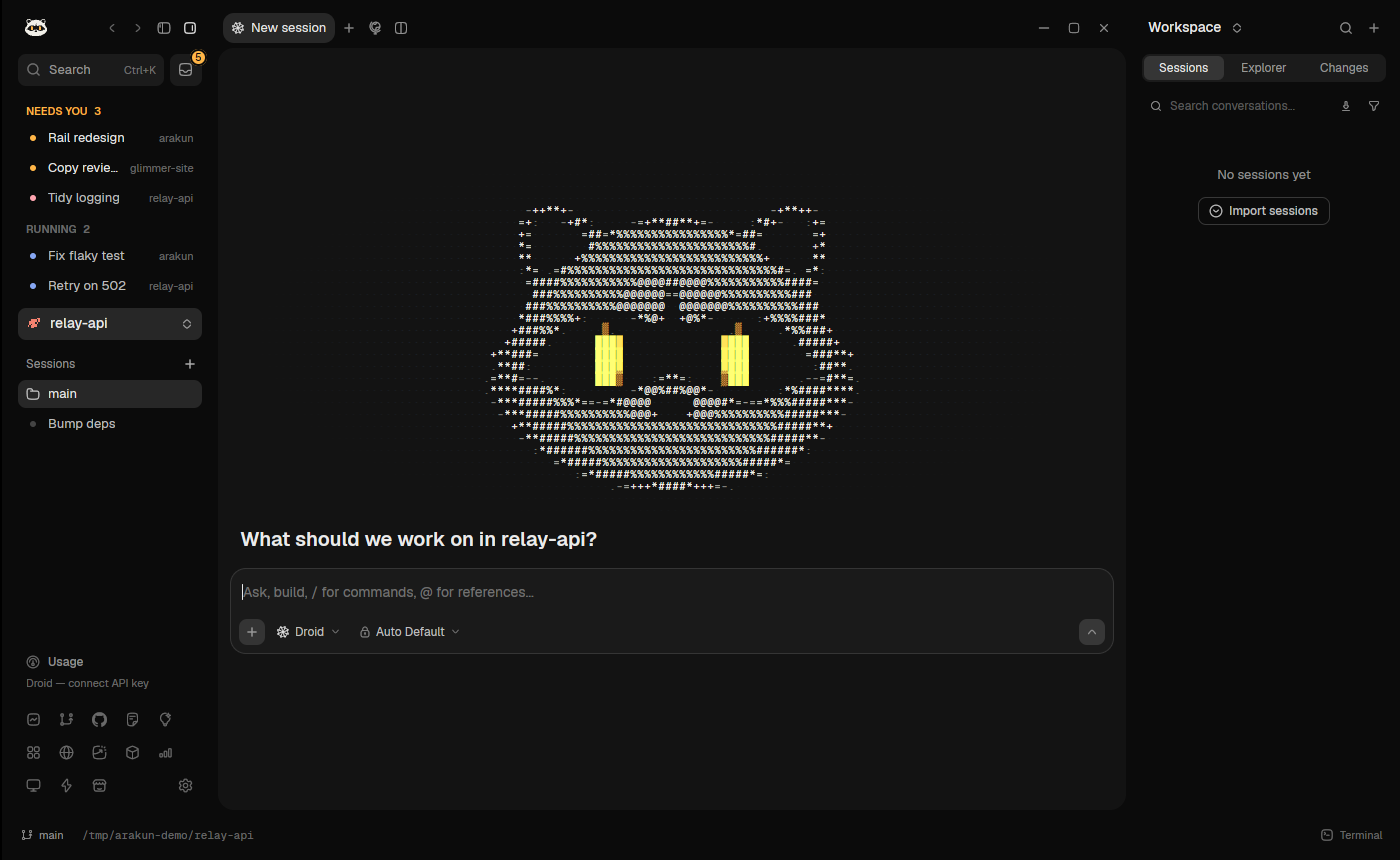 New session
Workspace
Search Ctrl+K
5
Sessions Explorer Changes
Search conversations...
NEEDS YOU 3
Rail redesign arakun
Copy revie... glimmer-site
Tidy logging relay-api
RUNNING 2
Fix flaky test arakun
Retry on 502 relay-api
relay-api
Sessions
main
Bump deps
No sessions yet
Import sessions
What should we work on in relay-api?
Ask, build, / for commands, @ for references...
Droid
Auto Default
Usage
Droid — connect API key
main /tmp/arakun-demo/relay-api
Terminal